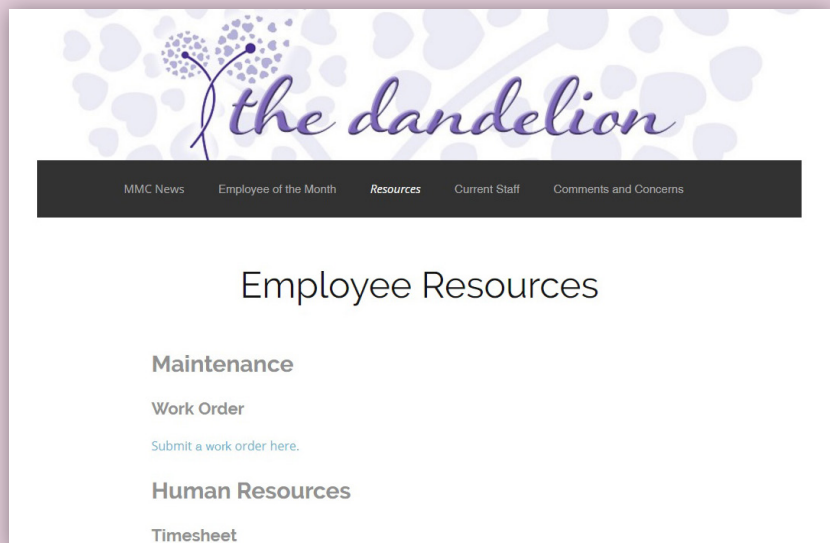 the dandelion
MMC News Employee of the Month Resources Current Staff Comments and Concerns
Employee Resources
Maintenance
Work Order
Submit a work order here.
Human Resources
Timesheet